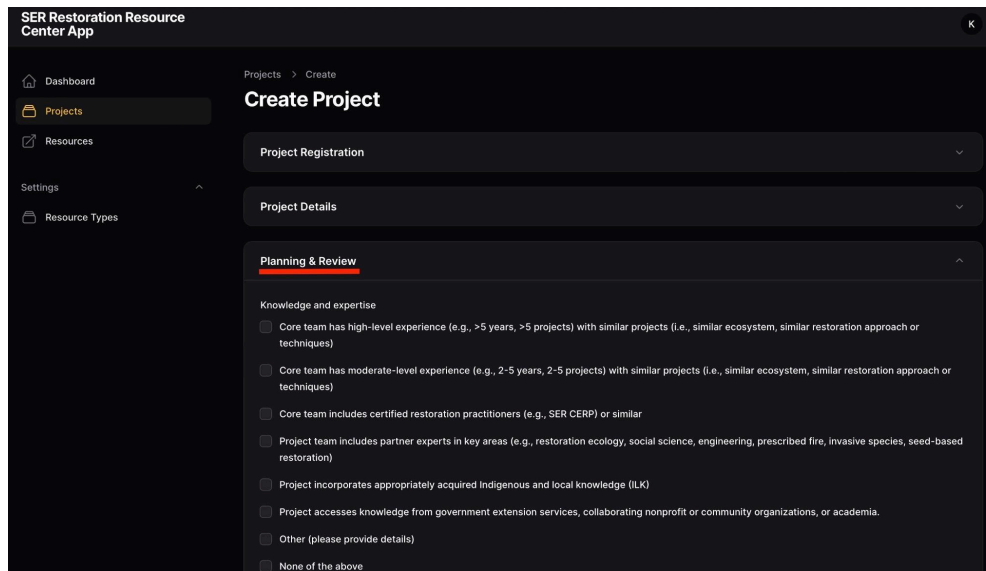 SER Restoration Resource
Center App
K
Dashboard
Projects
Resources
Settings
Resource Types
Projects > Create
Create Project
Project Registration
Project Details
Planning & Review
Knowledge and expertise
Core team has high-level experience (e.g., >5 years, >5 projects) with similar projects (i.e., similar ecosystem, similar restoration approach or
techniques)
Core team has moderate-level experience (e.g., 2-5 years, 2-5 projects) with similar projects (i.e., similar ecosystem, similar restoration approach or
techniques)
Core team includes certified restoration practitioners (e.g., SER CERP) or similar
Project team includes partner experts in key areas (e.g., restoration ecology, social science, engineering, prescribed fire, invasive species, seed-based
restoration)
Project incorporates appropriately acquired Indigenous and local knowledge (ILK)
Project accesses knowledge from government extension services, collaborating nonprofit or community organizations, or academia.
Other (please provide details)
None of the above